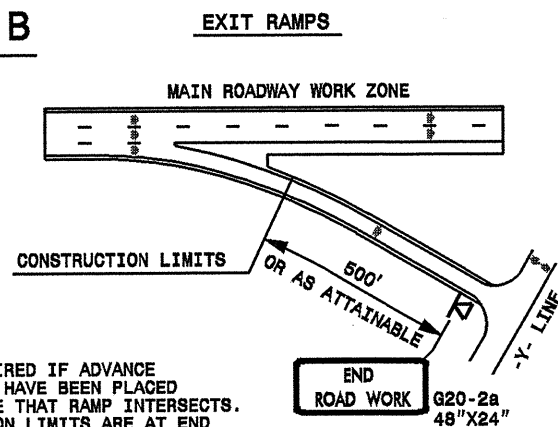 B
EXIT RAMPS
MAIN ROADWAY WORK ZONE
CONSTRUCTION LIMITS
500'
OR AS ATTAINABLE
-Y- LINE
IRED IF ADVANCE
HAVE BEEN PLACED
E THAT RAMP INTERSECTS.
ON LIMITS ARE AT END
END
ROAD WORK
G20-2a
48"X24"